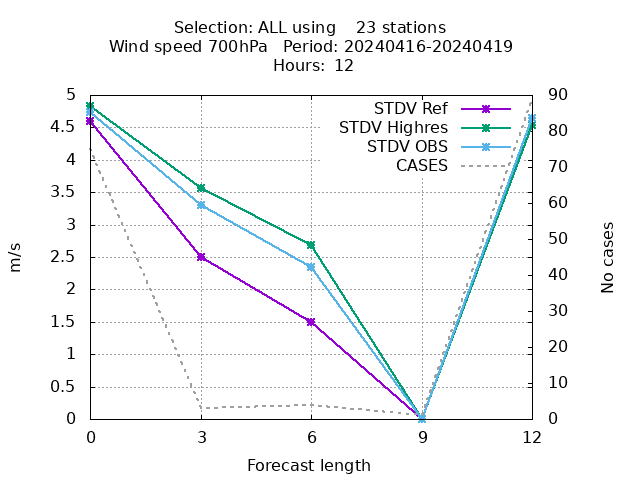 Selection: ALL using    23 stations
Wind speed 700hPa   Period: 20240416-20240419
Hours: 12
STDV Ref
STDV Highres
STDV OBS
CASES
5
4.5
4
3.5
3
2.5
2
1.5
1
0.5
0
m/s
90
80
70
60
50
40
30
20
10
0
No cases
0 3 6 9 12
Forecast length